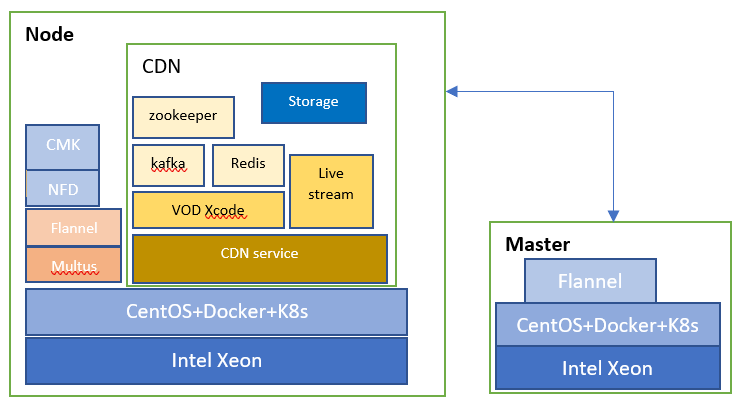 Node
CDN
Storage
zookeeper
CMK
kafka
Redis
Live
stream
NFD
VOD Xcode
Flannel
CDN service
Multus
CentOS+Docker+K8s
Intel Xeon
Master
Flannel
CentOS+Docker+K8s
Intel Xeon